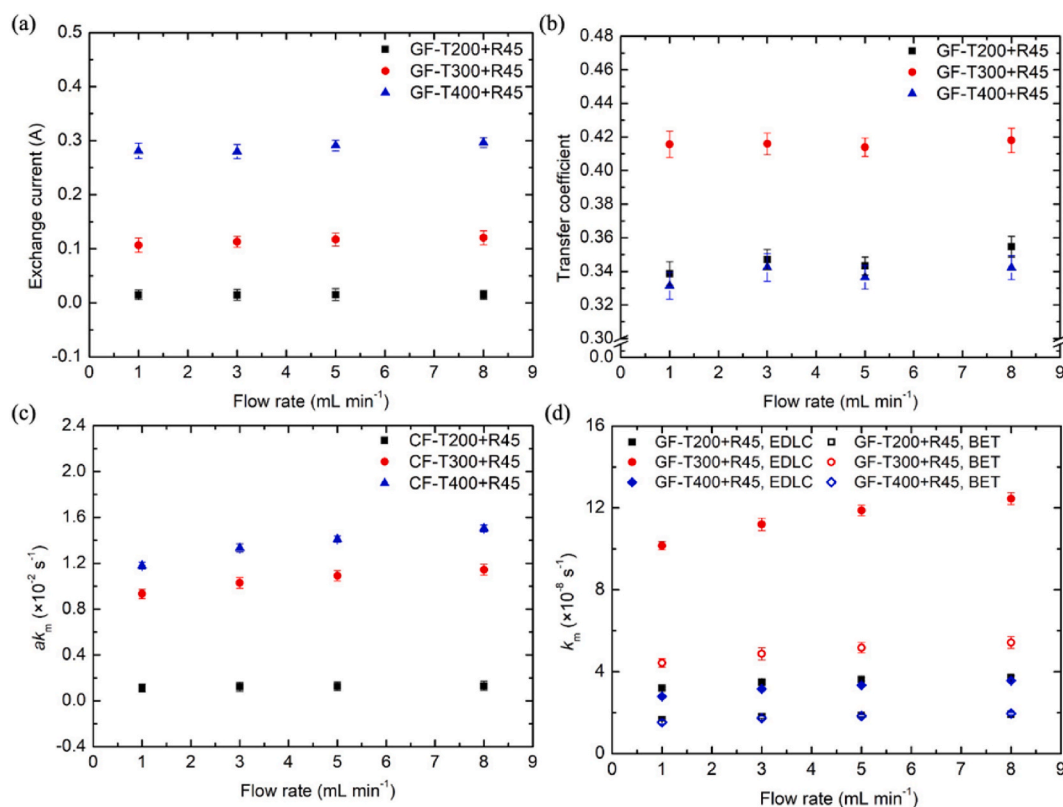 (a)
0.5
0.4
0.3
0.2
0.1
0.0
-0.1
Exchange current (A)
GF-T200+R45
GF-T300+R45
GF-T400+R45
0 1 2 3 4 5 6 7 8 9
Flow rate (mL min⁻¹)
(b)
0.48
0.46
0.44
0.42
0.40
0.38
0.36
0.34
0.32
0.30
0.0
Transfer coefficient
GF-T200+R45
GF-T300+R45
GF-T400+R45
0 1 2 3 4 5 6 7 8 9
Flow rate (mL min⁻¹)
(c)
2.4
2.0
1.6
1.2
0.8
0.4
0.0
-0.4
akₘ (×10⁻² s⁻¹)
CF-T200+R45
CF-T300+R45
CF-T400+R45
0 1 2 3 4 5 6 7 8 9
Flow rate (mL min⁻¹)
(d)
16
12
8
4
0
kₘ (×10⁻⁸ s⁻¹)
GF-T200+R45, EDLC GF-T200+R45, BET
GF-T300+R45, EDLC GF-T300+R45, BET
GF-T400+R45, EDLC GF-T400+R45, BET
0 1 2 3 4 5 6 7 8 9
Flow rate (mL min⁻¹)